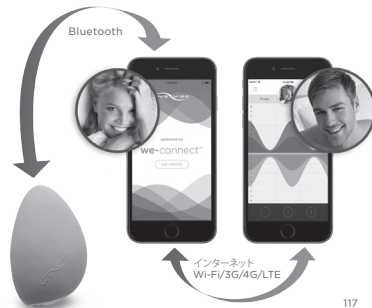 Bluetooth
WELCOME TO
we-connect™
インターネット
Wi-Fi/3G/4G/LTE
117